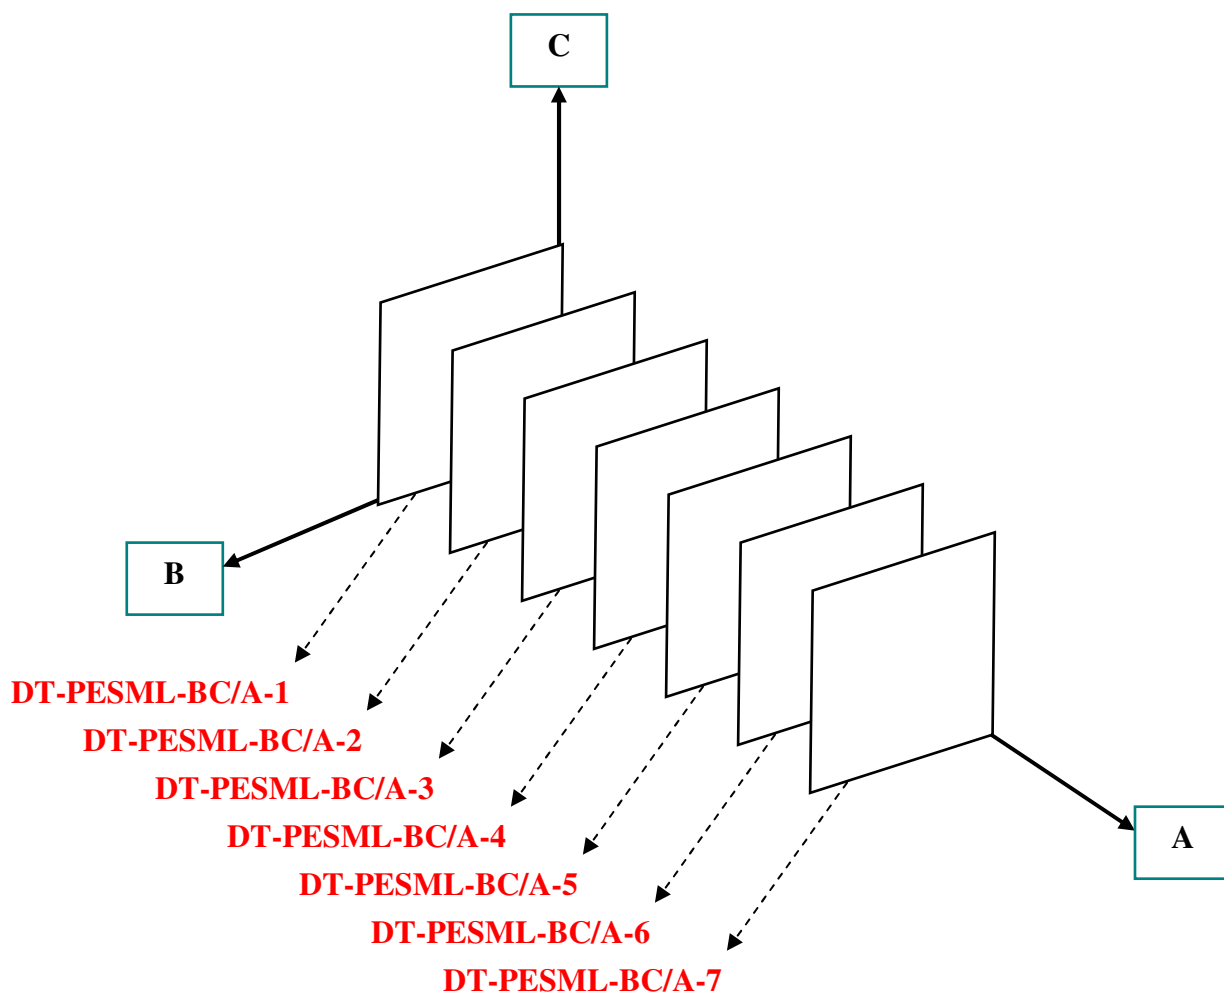 C
B
DT-PESML-BC/A-1
DT-PESML-BC/A-2
DT-PESML-BC/A-3
DT-PESML-BC/A-4
A
DT-PESML-BC/A-5
DT-PESML-BC/A-6
DT-PESML-BC/A-7